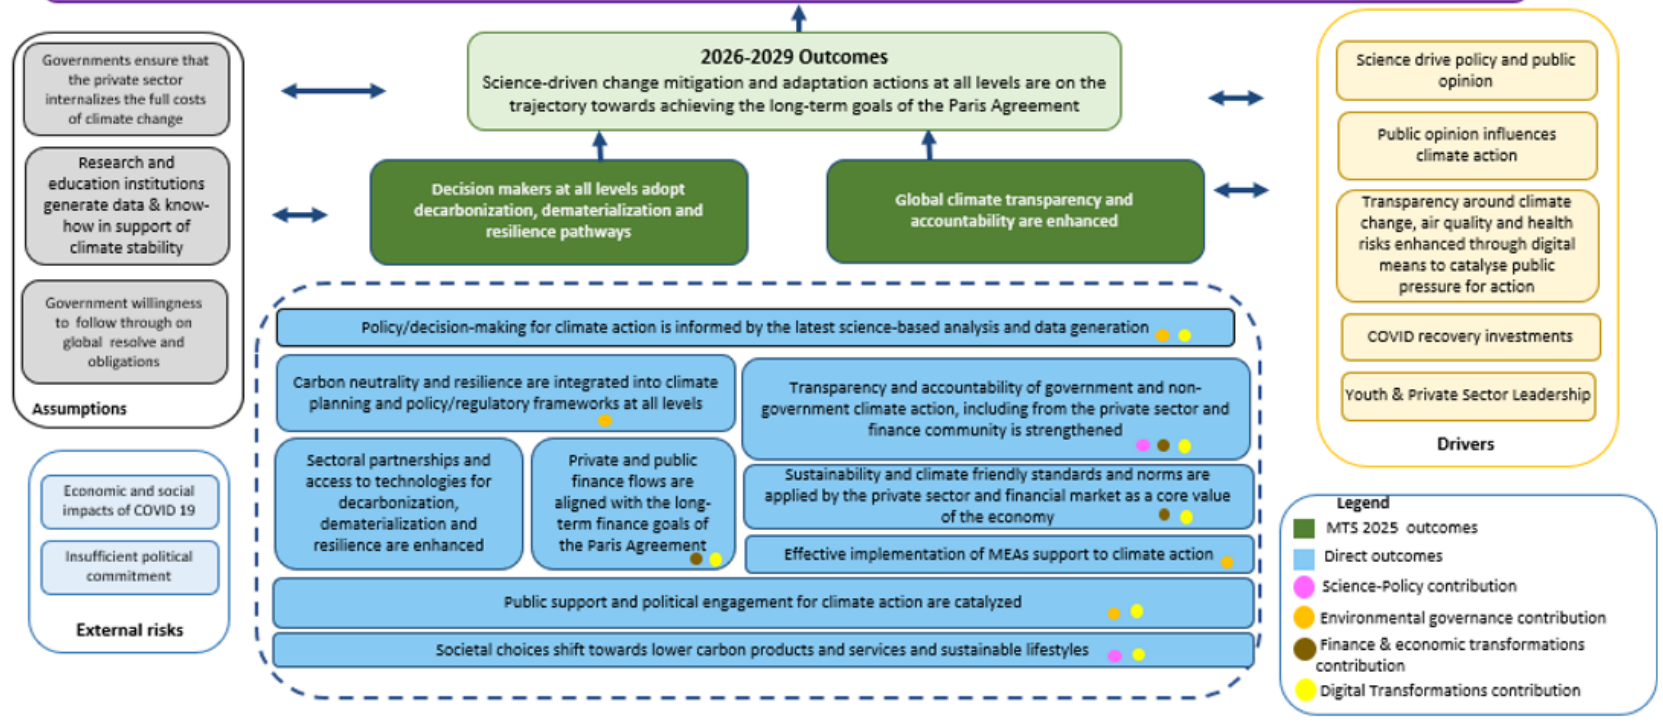 Governments ensure that
the private sector
internalizes the full costs
of climate change
Research and
education institutions
generate data & know-
how in support of
climate stability
Government willingness
to follow through on
global resolve and
obligations
Assumptions
Economic and social
impacts of COVID 19
Insufficient political
commitment
External risks
2026-2029 Outcomes
Science-driven change mitigation and adaptation actions at all levels are on the
trajectory towards achieving the long-term goals of the Paris Agreement
Decision makers at all levels adopt
decarbonization, dematerialization and
resilience pathways
Global climate transparency and
accountability are enhanced
Policy/decision-making for climate action is informed by the latest science-based analysis and data generation
Carbon neutrality and resilience are integrated into climate
planning and policy/regulatory frameworks at all levels
Transparency and accountability of government and non-
government climate action, including from the private sector and
finance community is strengthened
Sectoral partnerships and
access to technologies for
decarbonization,
dematerialization and
resilience are enhanced
Private and public
finance flows are
aligned with the long-
term finance goals of
the Paris Agreement
Sustainability and climate friendly standards and norms are
applied by the private sector and financial market as a core value
of the economy
Effective implementation of MEAs support to climate action
Public support and political engagement for climate action are catalyzed
Societal choices shift towards lower carbon products and services and sustainable lifestyles
Science drive policy and public
opinion
Public opinion influences
climate action
Transparency around climate
change, air quality and health
risks enhanced through digital
means to catalyse public
pressure for action
COVID recovery investments
Youth & Private Sector Leadership
Drivers
Legend
MTS 2025 outcomes
Direct outcomes
Science-Policy contribution
Environmental governance contribution
Finance & economic transformations
contribution
Digital Transformations contribution